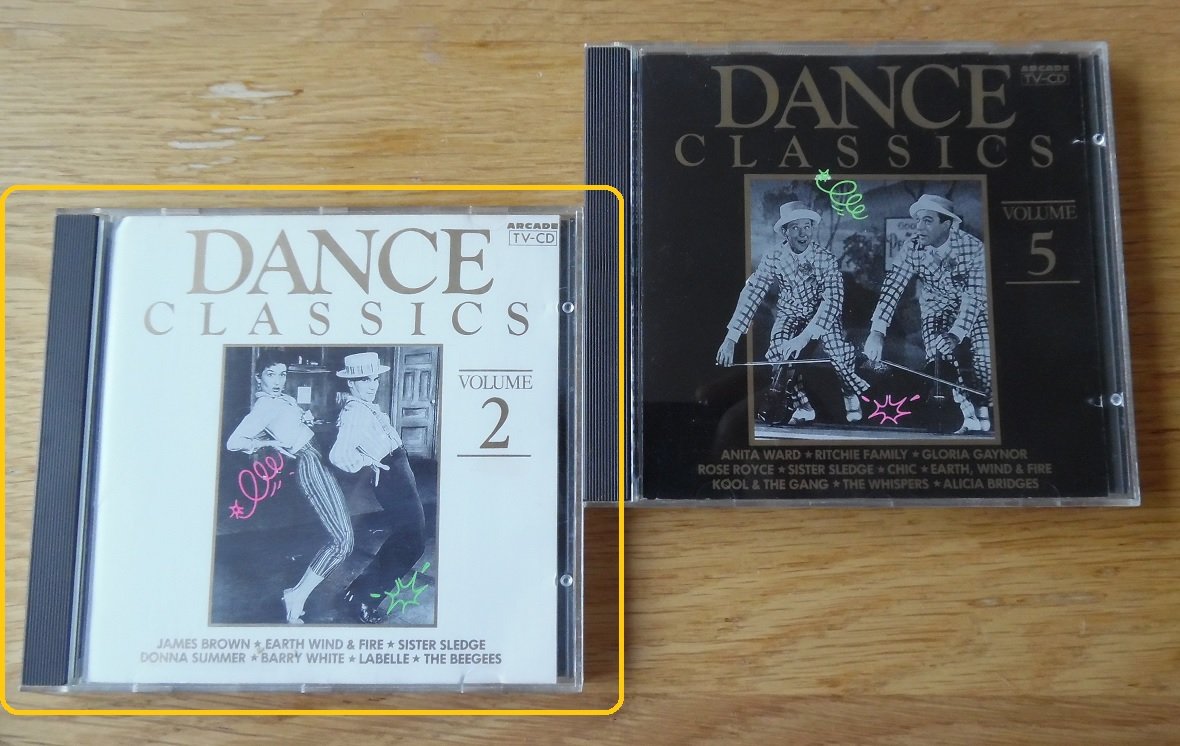 DANCE
CLASSICS
ARCADE
TV-CD
VOLUME
2
JAMES BROWN ★ EARTH WIND & FIRE ★ SISTER SLEDGE
DONNA SUMMER ★ BARRY WHITE ★ LABELLE ★ THE BEEGEES
DANCE
CLASSICS
ARCADE
TV-CD
VOLUME
5
ANITA WARD ★ RITCHIE FAMILY ★ GLORIA GAYNOR
ROSE ROYCE ★ SISTER SLEDGE ★ CHIC ★ EARTH, WIND & FIRE
KOOL & THE GANG ★ THE WHISPERS ★ ALICIA BRIDGES